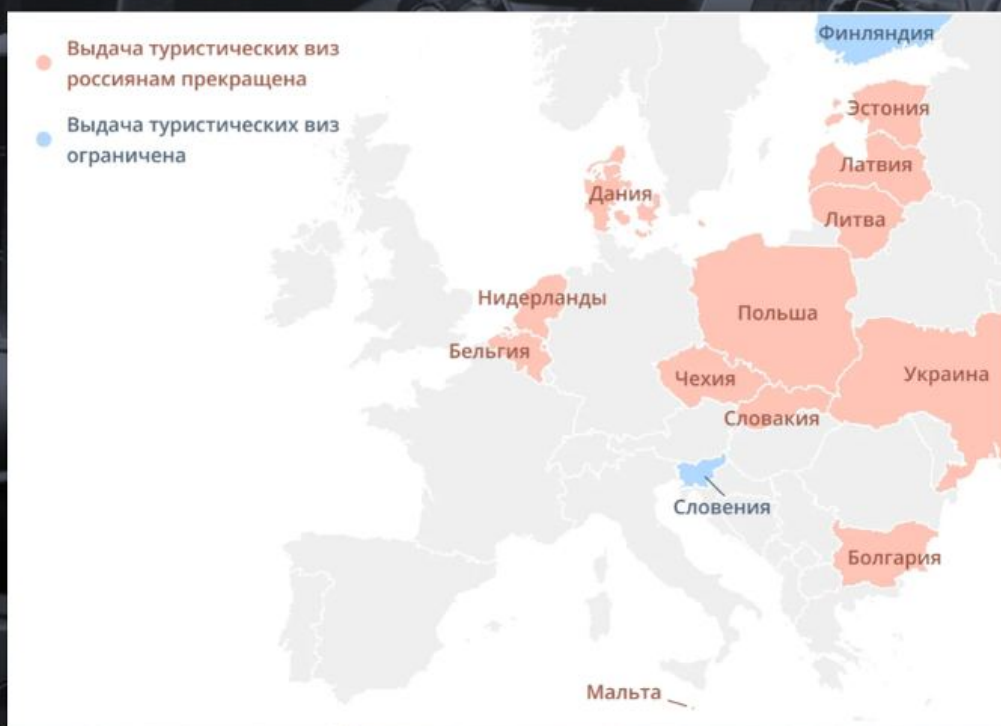 Выдача туристических виз
россиянам прекращена
Выдача туристических виз
ограничена
Финляндия
Эстония
Латвия
Дания
Литва
Нидерланды
Польша
Бельгия
Чехия
Украина
Словакия
Словения
Болгария
Мальта